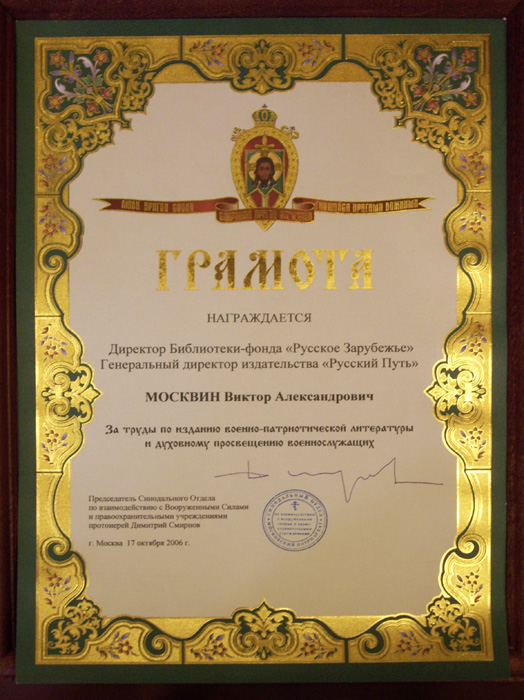 ГРАМОТА
НАГРАЖДАЕТСЯ
Директор Библиотеки-фонда «Русское Зарубежье»
Генеральный директор издательства «Русский Путь»
МОСКВИН Виктор Александрович
За труды по изданию военно-патриотической литературы
и духовному просвещению военнослужащих
Председатель Синодального Отдела
по взаимодействию с Вооруженными Силами
и правоохранительными учреждениями
протоиерей Димитрий Смирнов
г. Москва 17 октября 2006 г.